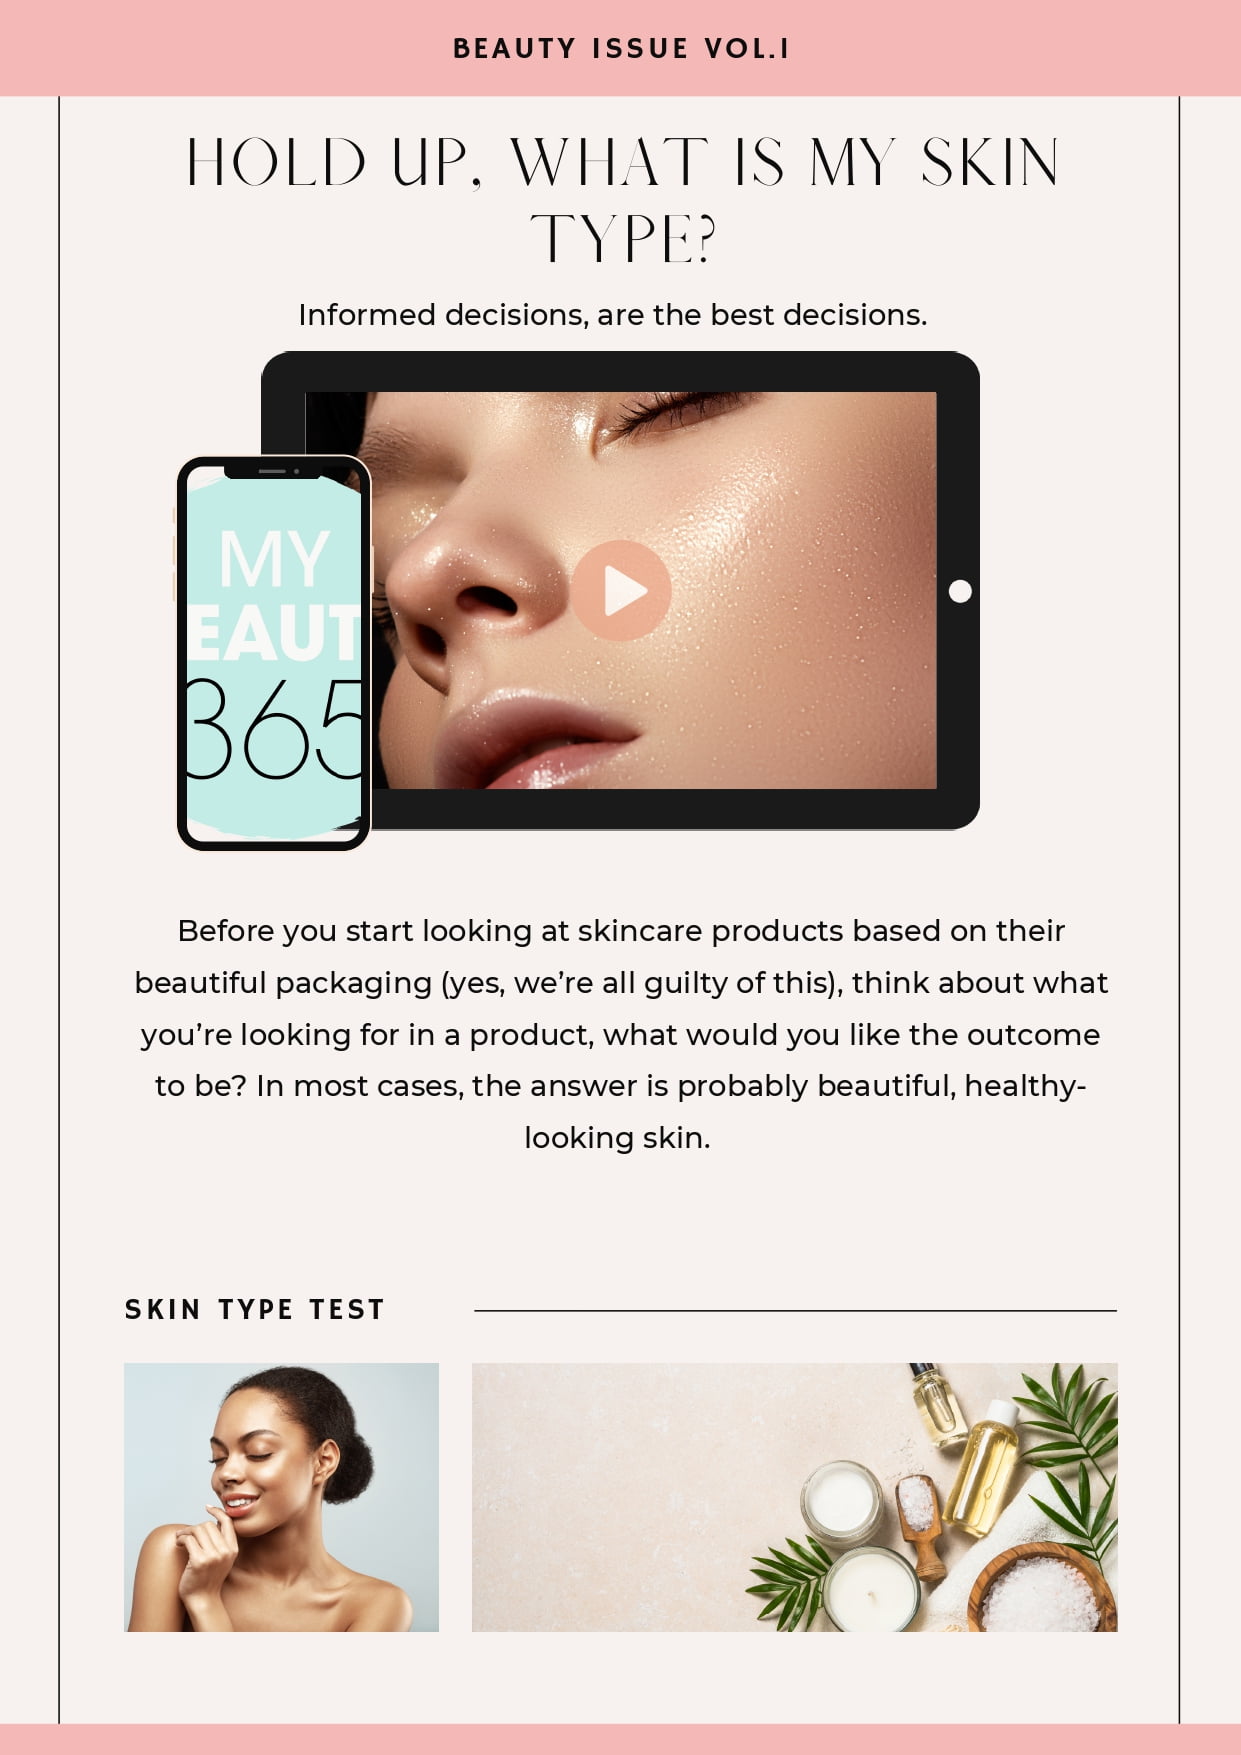 BEAUTY ISSUE VOL.I
HOLD UP, WHAT IS MY SKIN
TYPE?
Informed decisions, are the best decisions.
MY
EAUT
365
Before you start looking at skincare products based on their
beautiful packaging (yes, we’re all guilty of this), think about what
you’re looking for in a product, what would you like the outcome
to be? In most cases, the answer is probably beautiful, healthy-
looking skin.
SKIN TYPE TEST